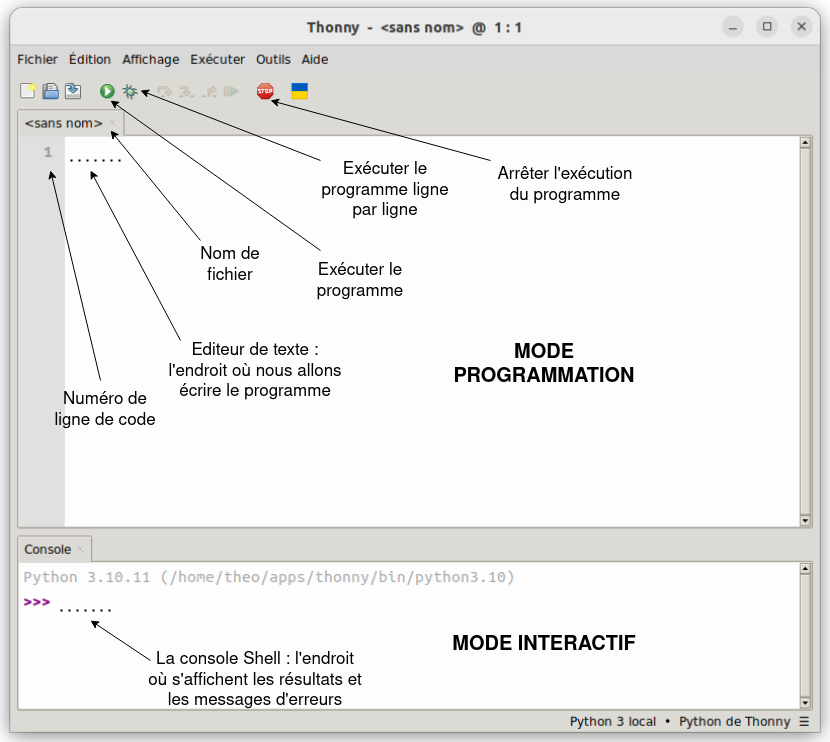 Thonny - <sans nom> @ 1 : 1
Fichier Édition Affichage Exécuter Outils Aide
STOP
<sans nom>
1 .......
Exécuter le
programme ligne
par ligne
Arrêter l'exécution
du programme
Nom de
fichier
Exécuter le
programme
Editeur de texte :
l'endroit où nous allons
écrire le programme
MODE
PROGRAMMATION
Numéro de
ligne de code
Console
Python 3.10.11 (/home/theo/apps/thonny/bin/python3.10)
>>> .......
MODE INTERACTIF
La console Shell : l'endroit
où s'affichent les résultats et
les messages d'erreurs
Python 3 local • Python de Thonny ☰